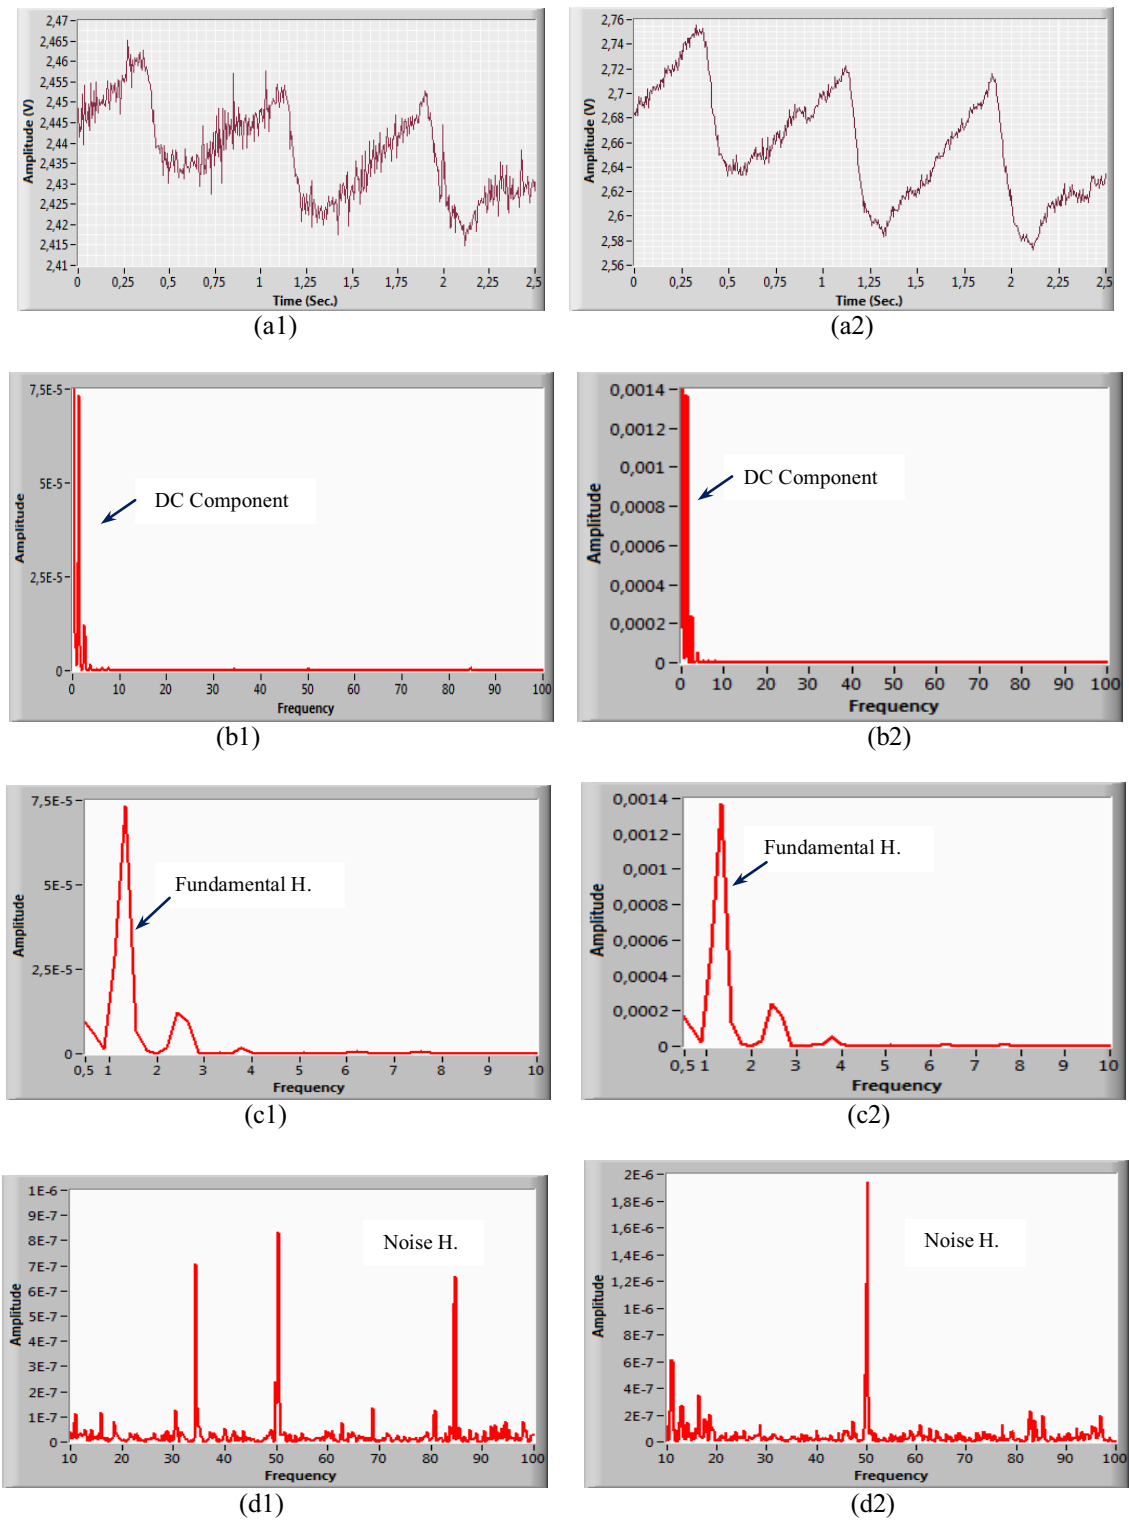 2,47
2,465
2,46
2,455
2,45
2,445
2,44
2,435
2,43
2,425
2,42
2,415
2,41
Amplitude (V)
0 0,25 0,5 0,75 1 1,25 1,5 1,75 2 2,25 2,5
Time (Sec.)
(a1)
2,76
2,74
2,72
2,7
2,68
2,66
2,64
2,62
2,6
2,58
2,56
Amplitude (V)
0 0,25 0,5 0,75 1 1,25 1,5 1,75 2 2,25 2,5
Time (Sec.)
(a2)
7,5E-5
5E-5
2,5E-5
0
Amplitude
DC Component
0 10 20 30 40 50 60 70 80 90 100
Frequency
(b1)
0,0014
0,0012
0,001
0,0008
0,0006
0,0004
0,0002
0
Amplitude
DC Component
0 10 20 30 40 50 60 70 80 90 100
Frequency
(b2)
7,5E-5
5E-5
2,5E-5
0
Amplitude
Fundamental H.
0,5 1 2 3 4 5 6 7 8 9 10
Frequency
(c1)
0,0014
0,0012
0,001
0,0008
0,0006
0,0004
0,0002
0
Amplitude
Fundamental H.
0,5 1 2 3 4 5 6 7 8 9 10
Frequency
(c2)
1E-6
9E-7
8E-7
7E-7
6E-7
5E-7
4E-7
3E-7
2E-7
1E-7
0
Amplitude
Noise H.
10 20 30 40 50 60 70 80 90 100
Frequency
(d1)
2E-6
1,8E-6
1,6E-6
1,4E-6
1,2E-6
1E-6
8E-7
6E-7
4E-7
2E-7
0
Amplitude
Noise H.
10 20 30 40 50 60 70 80 90 100
Frequency
(d2)